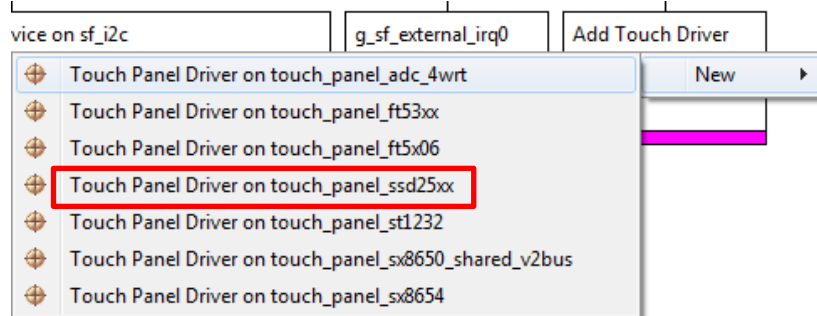 vice on sf_i2c
g_sf_external_irq0
Add Touch Driver
New
Touch Panel Driver on touch_panel_adc_4wrt
Touch Panel Driver on touch_panel_ft53xx
Touch Panel Driver on touch_panel_ft5x06
Touch Panel Driver on touch_panel_ssd25xx
Touch Panel Driver on touch_panel_st1232
Touch Panel Driver on touch_panel_sx8650_shared_v2bus
Touch Panel Driver on touch_panel_sx8654